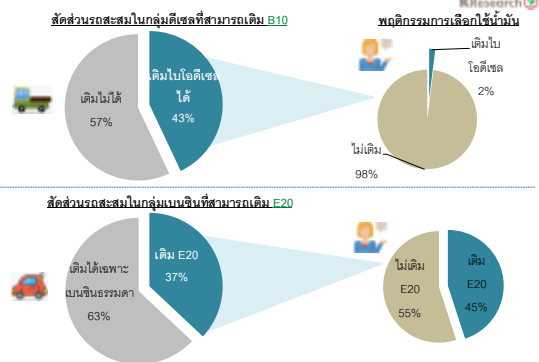 KResearch
สัดส่วนรถสะสมในกลุ่มดีเซลที่สามารถเติม B10
พฤติกรรมการเลือกใช้น้ำมัน
เติมไม่ได้
57%
เติมไบโอดีเซล
ได้
43%
เติมไบ
โอดีเซล
2%
ไม่เติม
98%
สัดส่วนรถสะสมในกลุ่มเบนซินที่สามารถเติม E20
เติมได้เฉพาะ
เบนซินธรรมดา
63%
เติม E20
37%
ไม่เติม
E20
55%
เติม
E20
45%